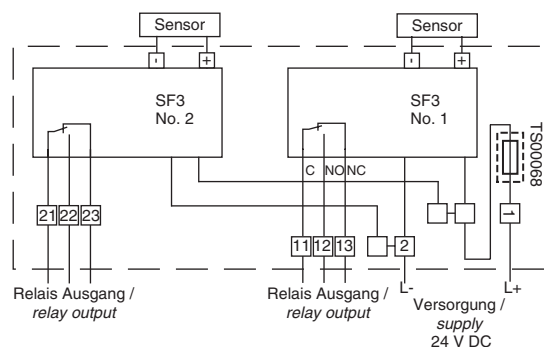 Sensor
Sensor
- +
- +
SF3
No. 2
SF3
No. 1
TS00068
C NO NC
21 22 23
1
11 12 13
2
L-
L+
Relais Ausgang /
relay output
Relais Ausgang /
relay output
Versorgung /
supply
24 V DC